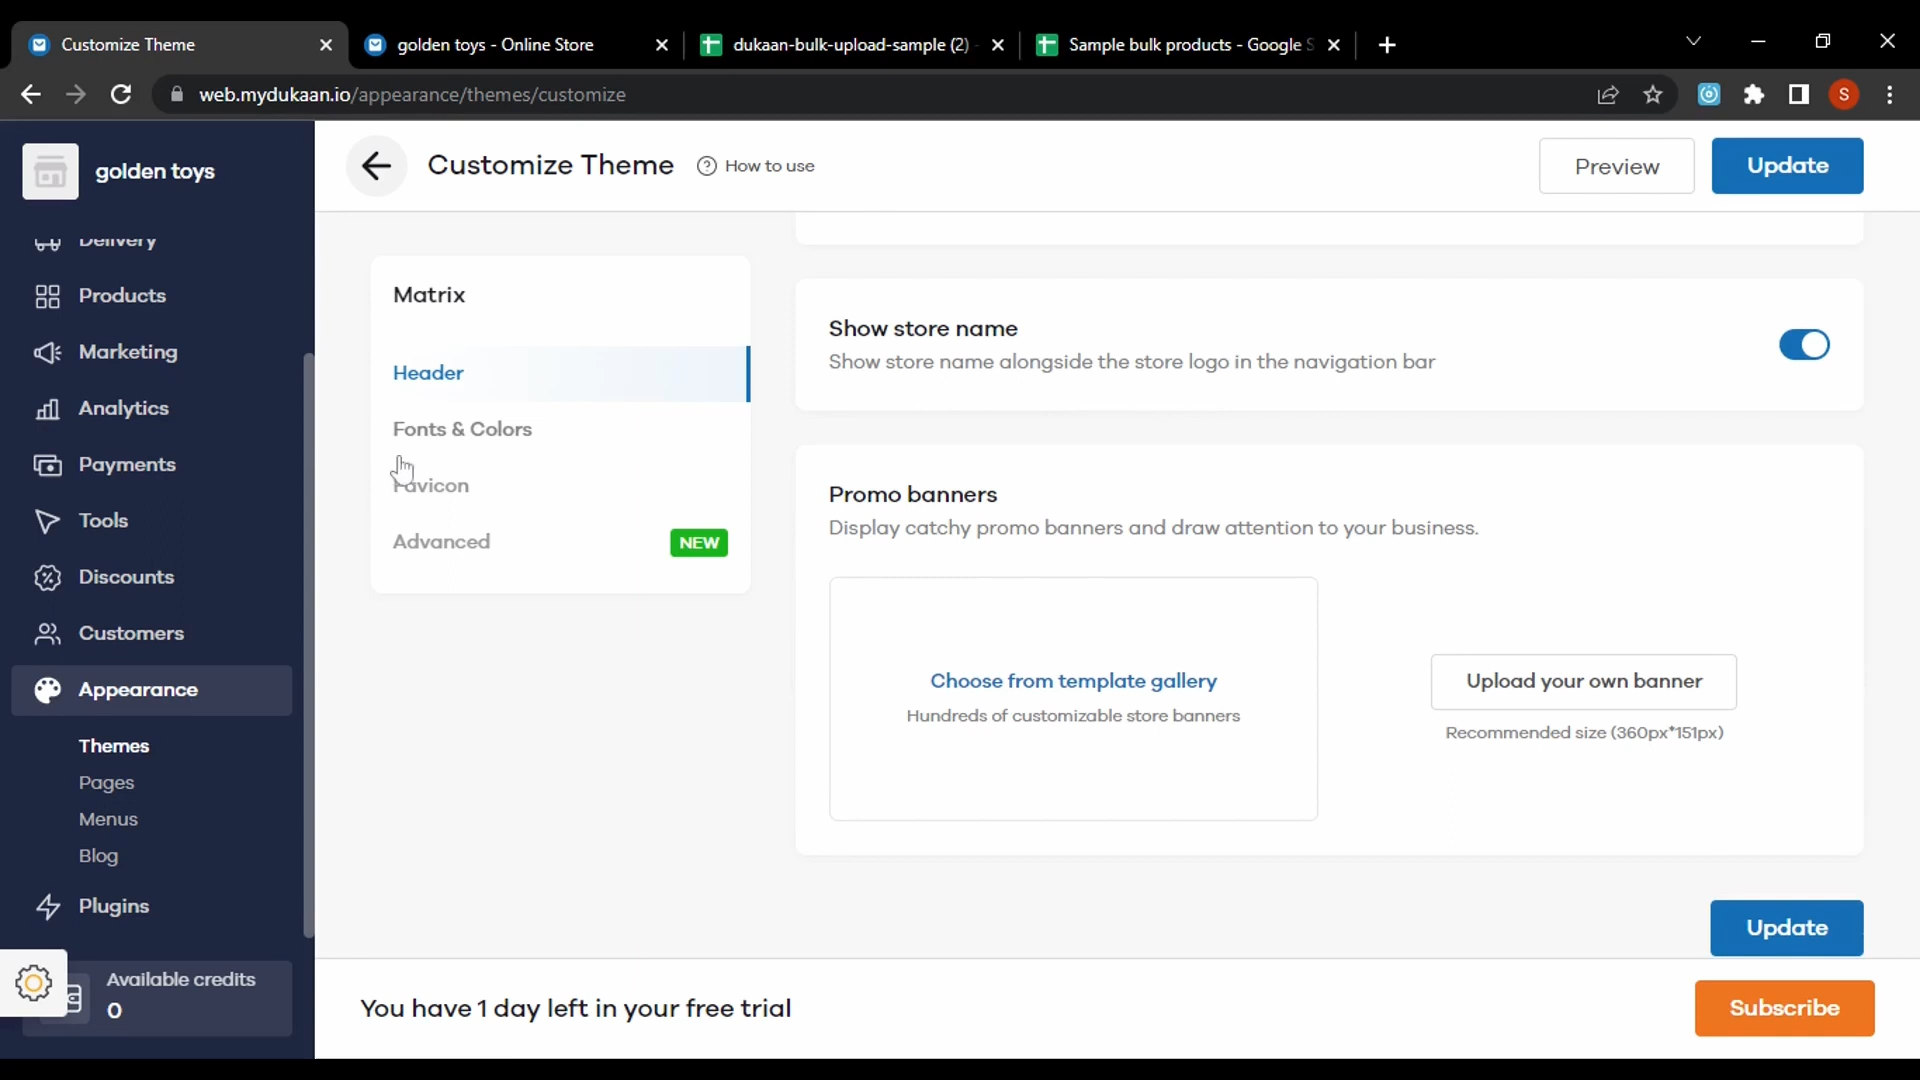 Customize Theme
golden toys - Online Store
dukaan-bulk-upload-sample (2) -
Sample bulk products - Google S
web.mydukaan.io/appearance/themes/customize
S
golden toys
Customize Theme
How to use
Preview
Update
Delivery
Products
Marketing
Analytics
Payments
Tools
Discounts
Customers
Appearance
Themes
Pages
Menus
Blog
Plugins
Available credits
0
Matrix
Header
Fonts & Colors
Favicon
Advanced
NEW
Show store name
Show store name alongside the store logo in the navigation bar
Promo banners
Display catchy promo banners and draw attention to your business.
Choose from template gallery
Hundreds of customizable store banners
Upload your own banner
Recommended size (360px*151px)
Update
You have 1 day left in your free trial
Subscribe